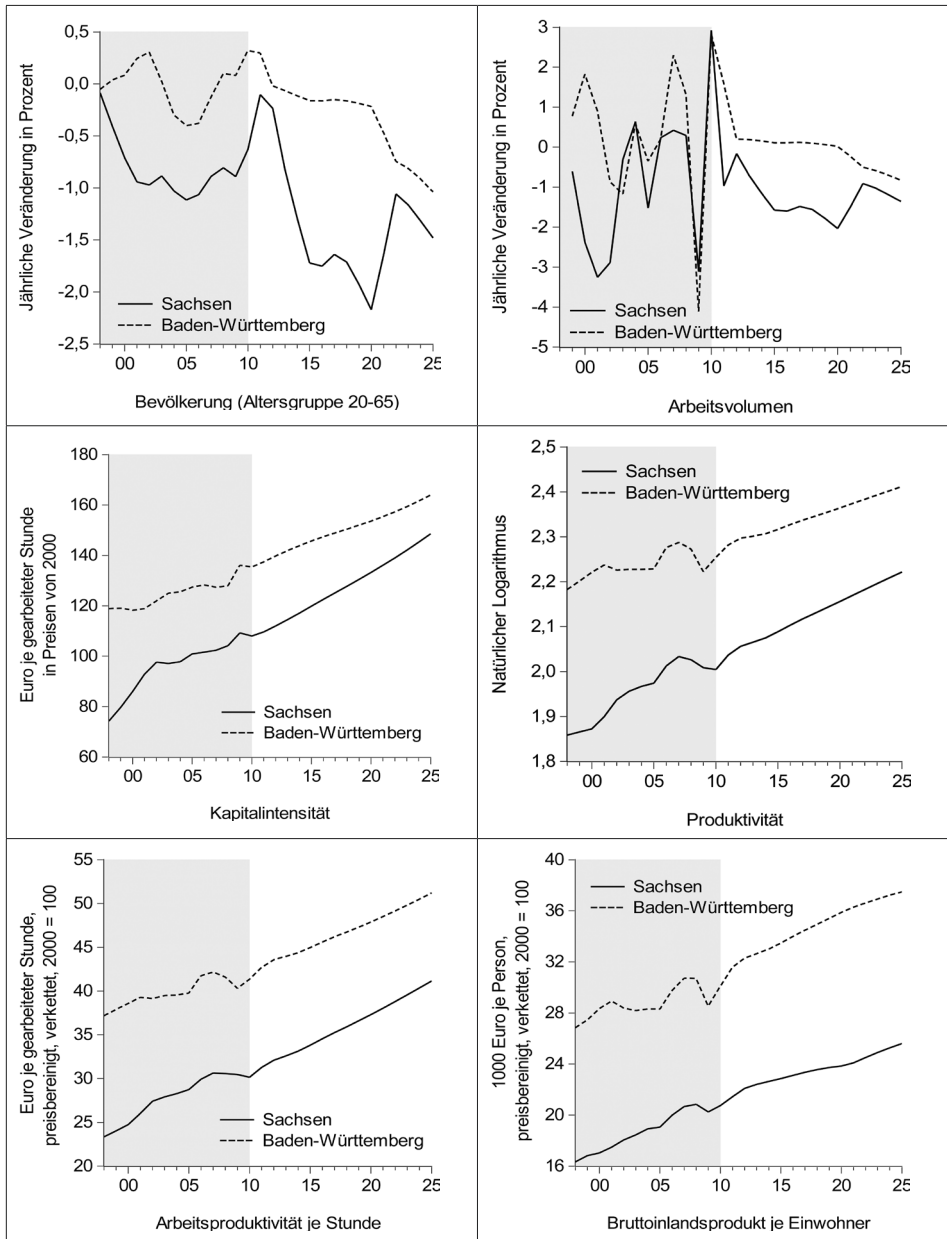 Jährliche Veränderung in Prozent
0,5
0,0
-0,5
-1,0
-1,5
-2,0
-2,5
Sachsen
Baden-Württemberg
00 05 10 15 20 25
Bevölkerung (Altersgruppe 20-65)
Jährliche Veränderung in Prozent
3
2
1
0
-1
-2
-3
-4
-5
Sachsen
Baden-Württemberg
00 05 10 15 20 25
Arbeitsvolumen
Euro je gearbeiteter Stunde
in Preisen von 2000
180
160
140
120
100
80
60
Sachsen
Baden-Württemberg
00 05 10 15 20 25
Kapitalintensität
Natürlicher Logarithmus
2,5
2,4
2,3
2,2
2,1
2,0
1,9
1,8
Sachsen
Baden-Württemberg
00 05 10 15 20 25
Produktivität
Euro je gearbeiteter Stunde,
preisbereinigt, verkettet, 2000 = 100
55
50
45
40
35
30
25
20
Sachsen
Baden-Württemberg
00 05 10 15 20 25
Arbeitsproduktivität je Stunde
1000 Euro je Person,
preisbereinigt, verkettet, 2000 = 100
40
36
32
28
24
20
16
Sachsen
Baden-Württemberg
00 05 10 15 20 25
Bruttoinlandsprodukt je Einwohner